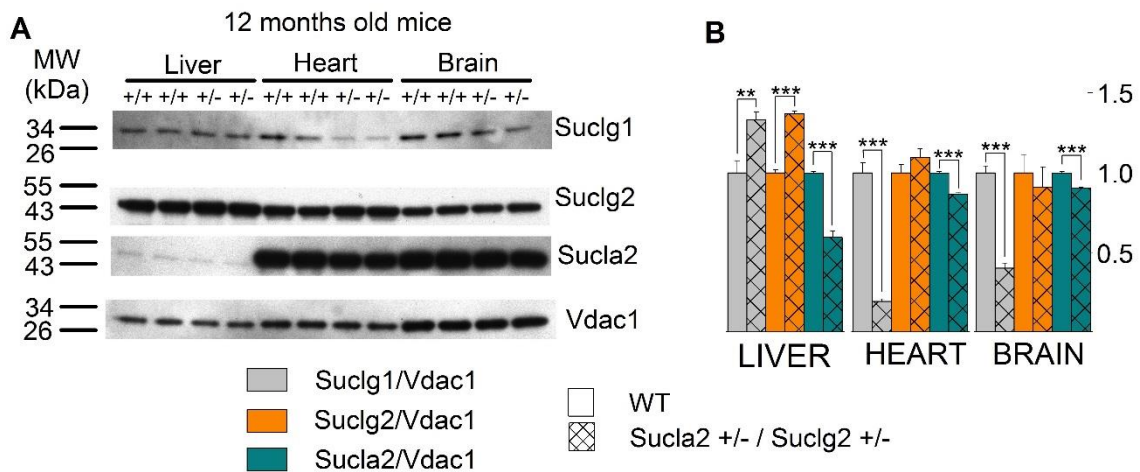 A
12 months old mice
MW
(kDa)
Liver Heart Brain
+/+ +/+ +/- +/- +/+ +/+ +/- +/- +/+ +/+ +/- +/-
34
26
Suclg1
55
43
Suclg2
55
43
Sucla2
34
26
Vdac1
B
** *** *** *** *** *** ***
1.5
1.0
0.5
LIVER HEART BRAIN
Suclg1/Vdac1
Suclg2/Vdac1
Sucla2/Vdac1
WT
Sucla2 +/- / Suclg2 +/-